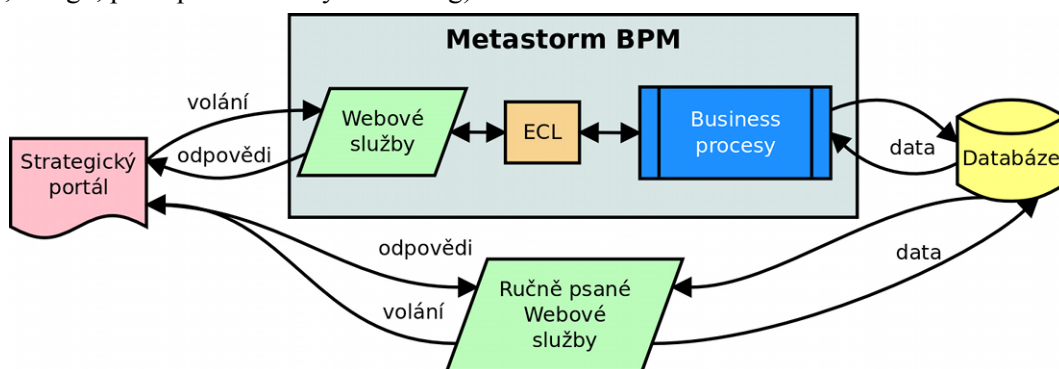 Metastorm BPM
volání
Webové
služby
ECL
Business
procesy
Databáze
data
odpovědi
Strategický
portál
odpovědi
data
volání
Ručně psané
Webové
služby